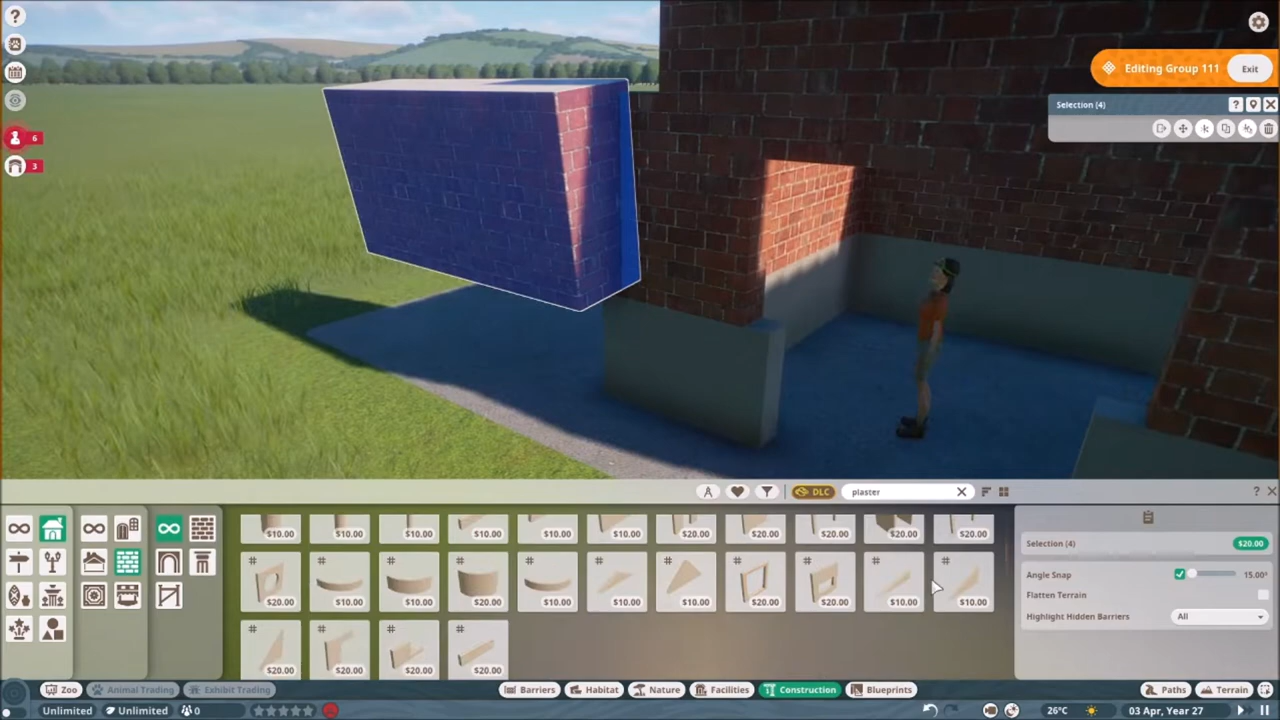 Editing Group 111
Exit
Selection (4)
6
3
DLC
plaster
$10.00 $10.00 $10.00 $10.00 $10.00 $10.00 $20.00 $20.00 $20.00 $20.00 $20.00
$20.00 $10.00 $10.00 $20.00 $10.00 $10.00 $10.00 $20.00 $20.00 $10.00 $10.00
$20.00 $20.00 $20.00 $20.00
Selection (4) $20.00
Angle Snap 15.00°
Flatten Terrain
Highlight Hidden Barriers All
Zoo Animal Trading Exhibit Trading Barriers Habitat Nature Facilities Construction Blueprints Paths Terrain
Unlimited Unlimited 0 26°C 03 Apr, Year 27